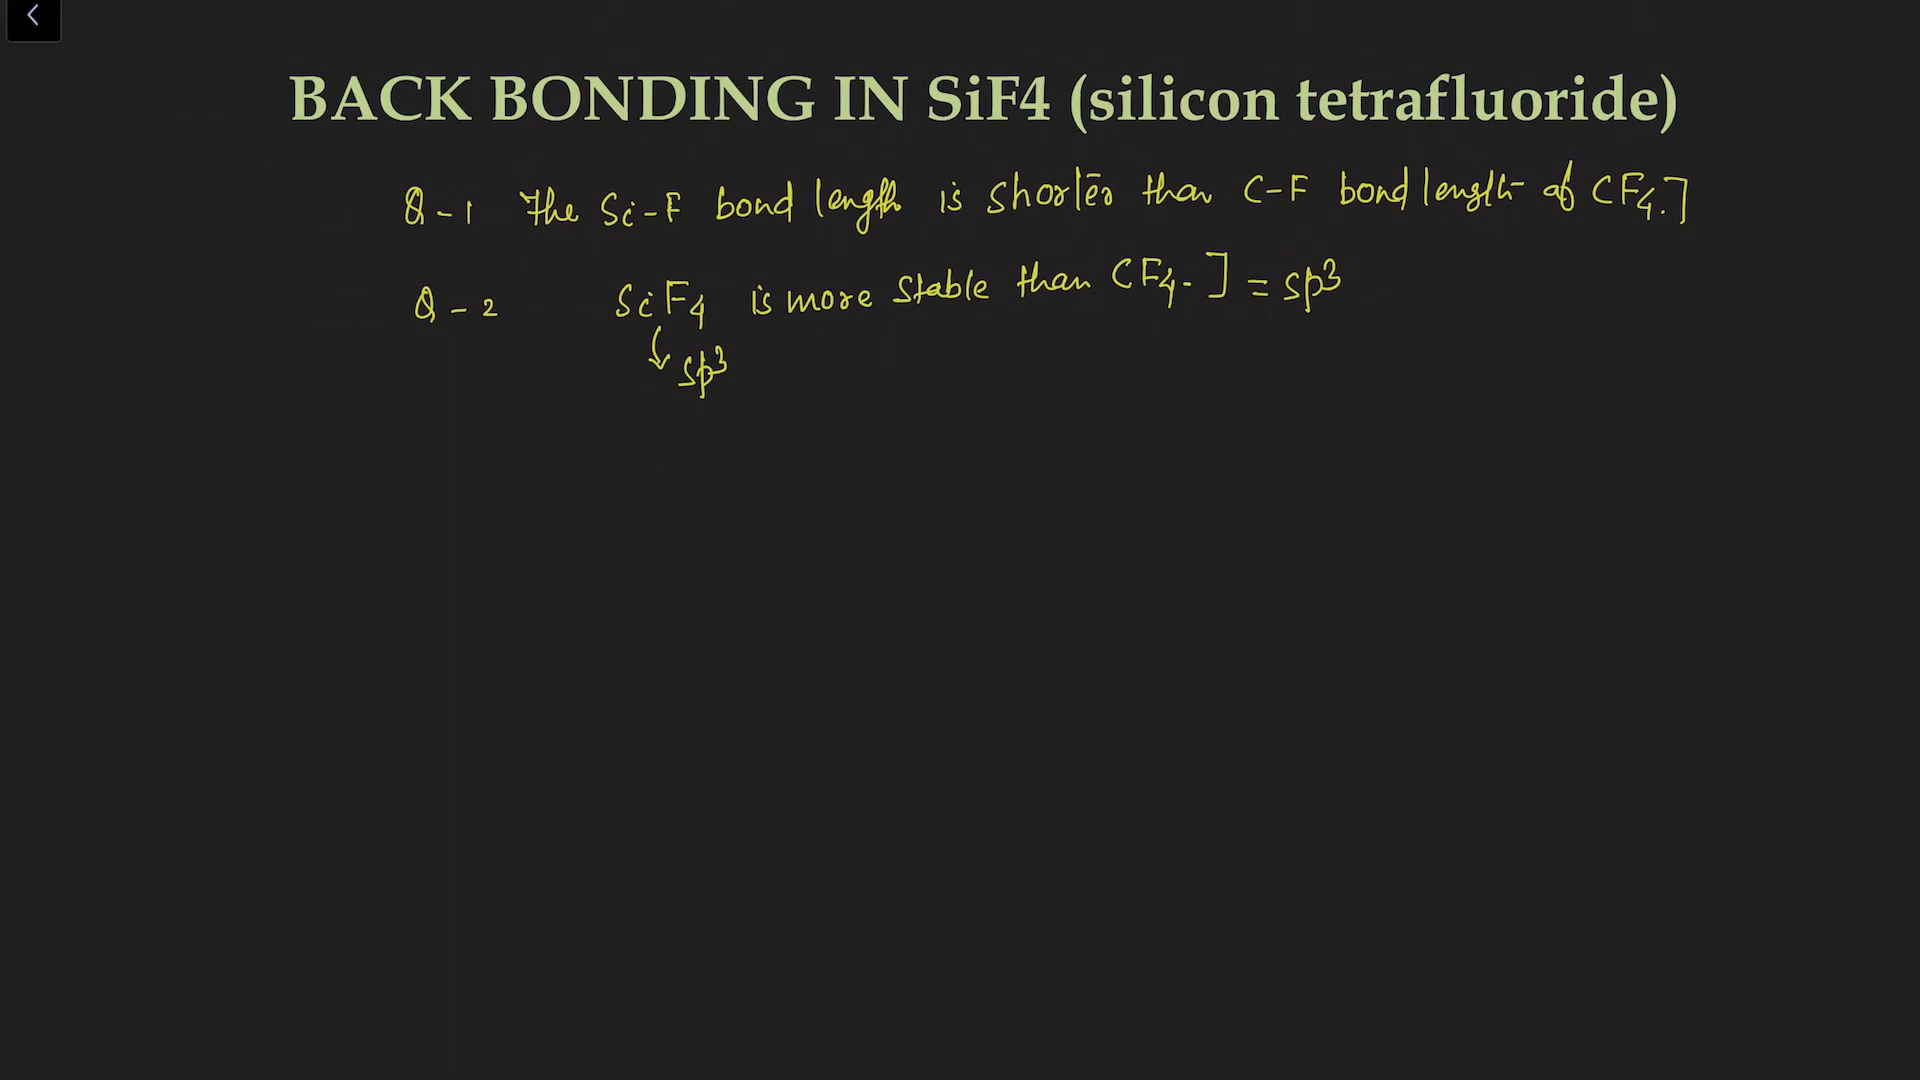 BACK BONDING IN SiF4 (silicon tetrafluoride)
Q-1 The Si-F bond length is shorter than C-F bond length of CF4.]
Q-2 SiF4 is more stable than CF4.] = sp3
sp3